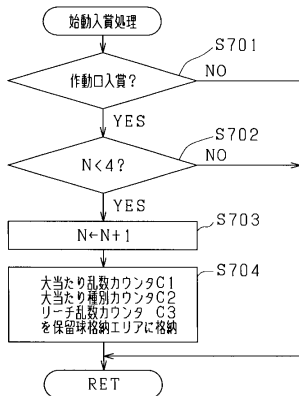 始動入賞処理
S701
作動口入賞?
NO
YES
S702
N<4?
NO
YES
S703
N←N+1
S704
大当たり乱数カウンタC1
大当たり種別カウンタC2
リーチ乱数カウンタ C3
を保留球格納エリアに格納
RET